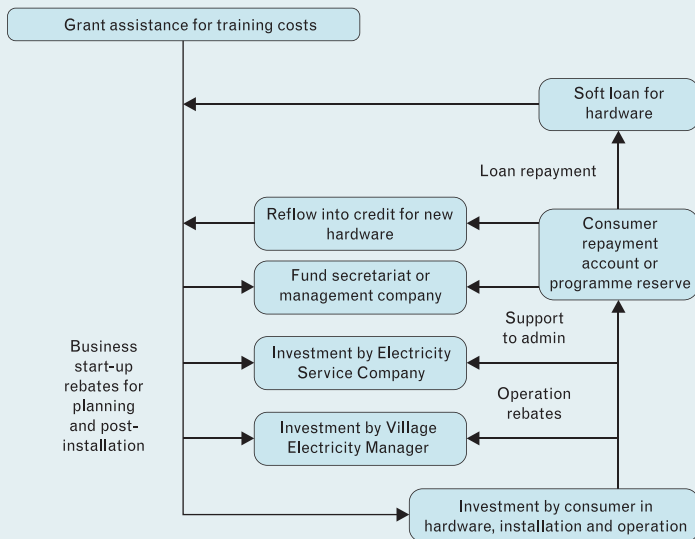 Grant assistance for training costs
Soft loan for
hardware
Loan repayment
Reflow into credit for new
hardware
Consumer
repayment
account or
programme reserve
Fund secretariat or
management company
Support
to admin
Business
start-up
rebates for
planning
and post-
installation
Investment by Electricity
Service Company
Operation
rebates
Investment by Village
Electricity Manager
Investment by consumer in
hardware, installation and operation